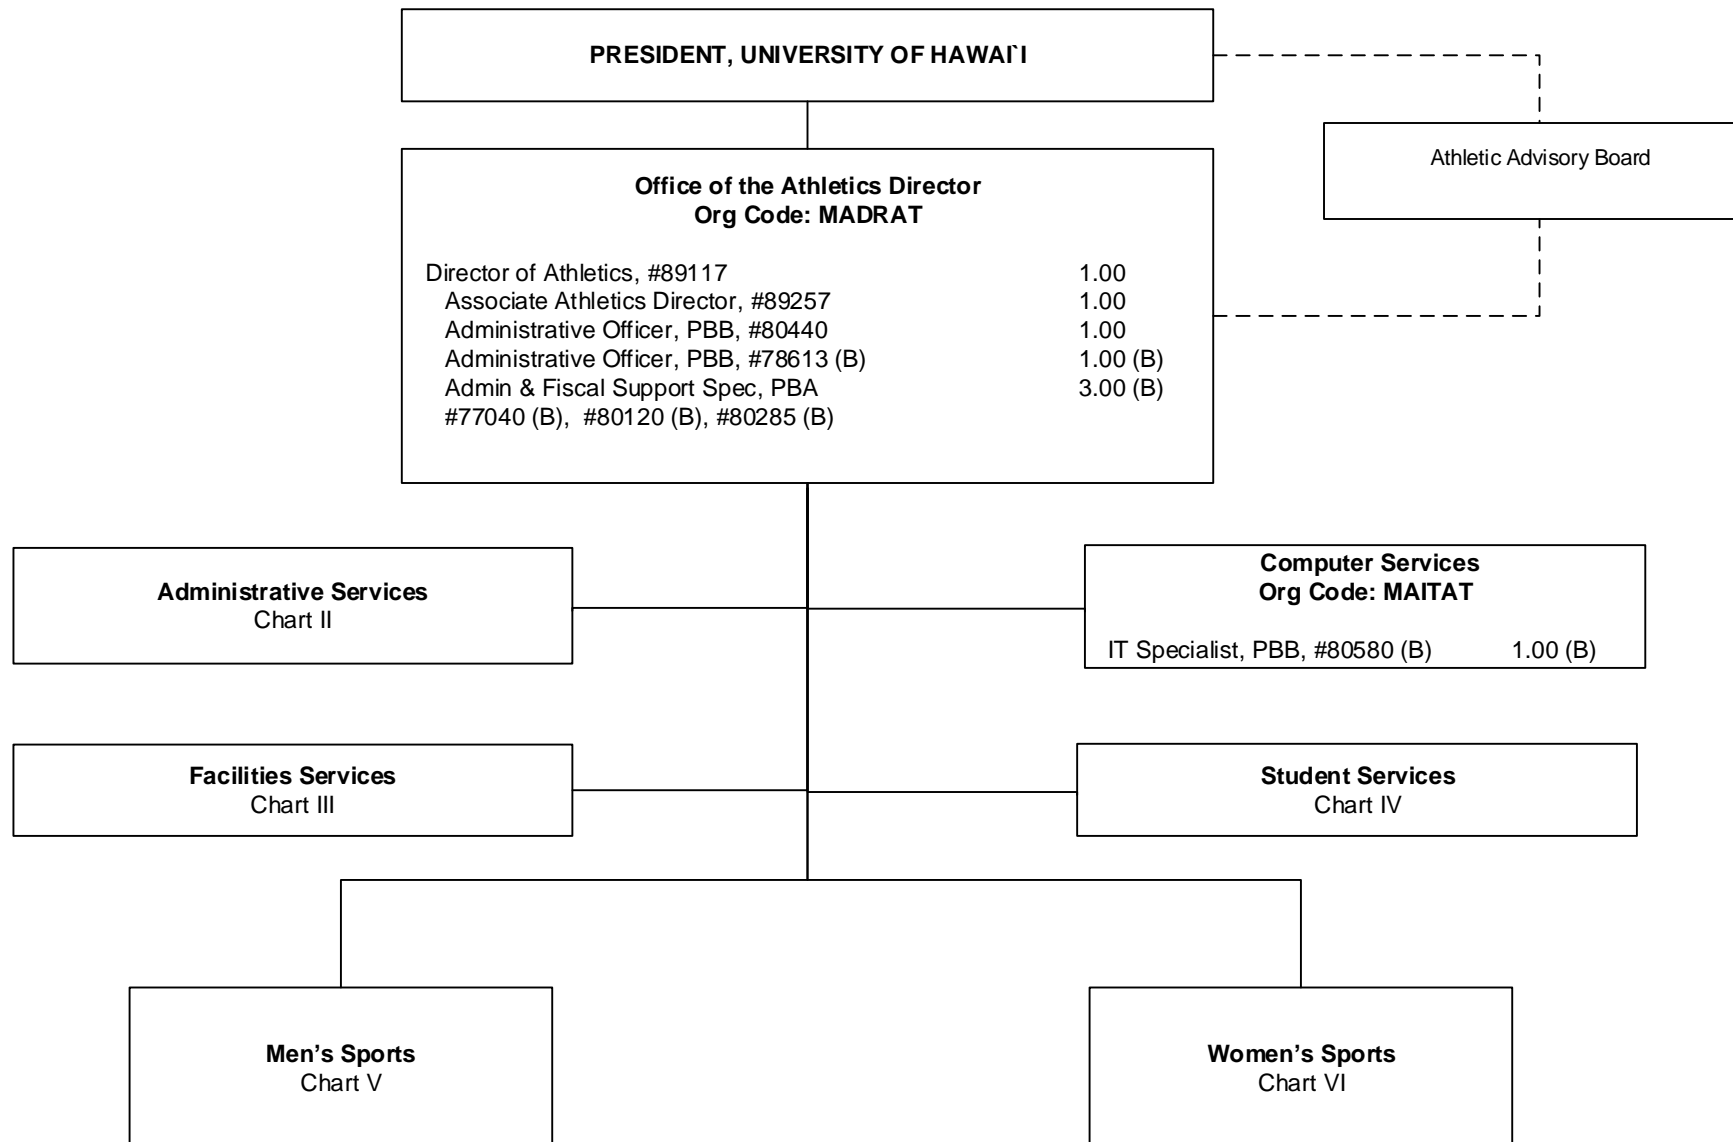 PRESIDENT, UNIVERSITY OF HAWAI`I
Athletic Advisory Board
Office of the Athletics Director
Org Code: MADRAT
Director of Athletics, #89117 1.00
Associate Athletics Director, #89257 1.00
Administrative Officer, PBB, #80440 1.00
Administrative Officer, PBB, #78613 (B) 1.00 (B)
Admin & Fiscal Support Spec, PBA 3.00 (B)
#77040 (B), #80120 (B), #80285 (B)
Administrative Services
Chart II
Computer Services
Org Code: MAITAT
IT Specialist, PBB, #80580 (B) 1.00 (B)
Facilities Services
Chart III
Student Services
Chart IV
Men’s Sports
Chart V
Women’s Sports
Chart VI